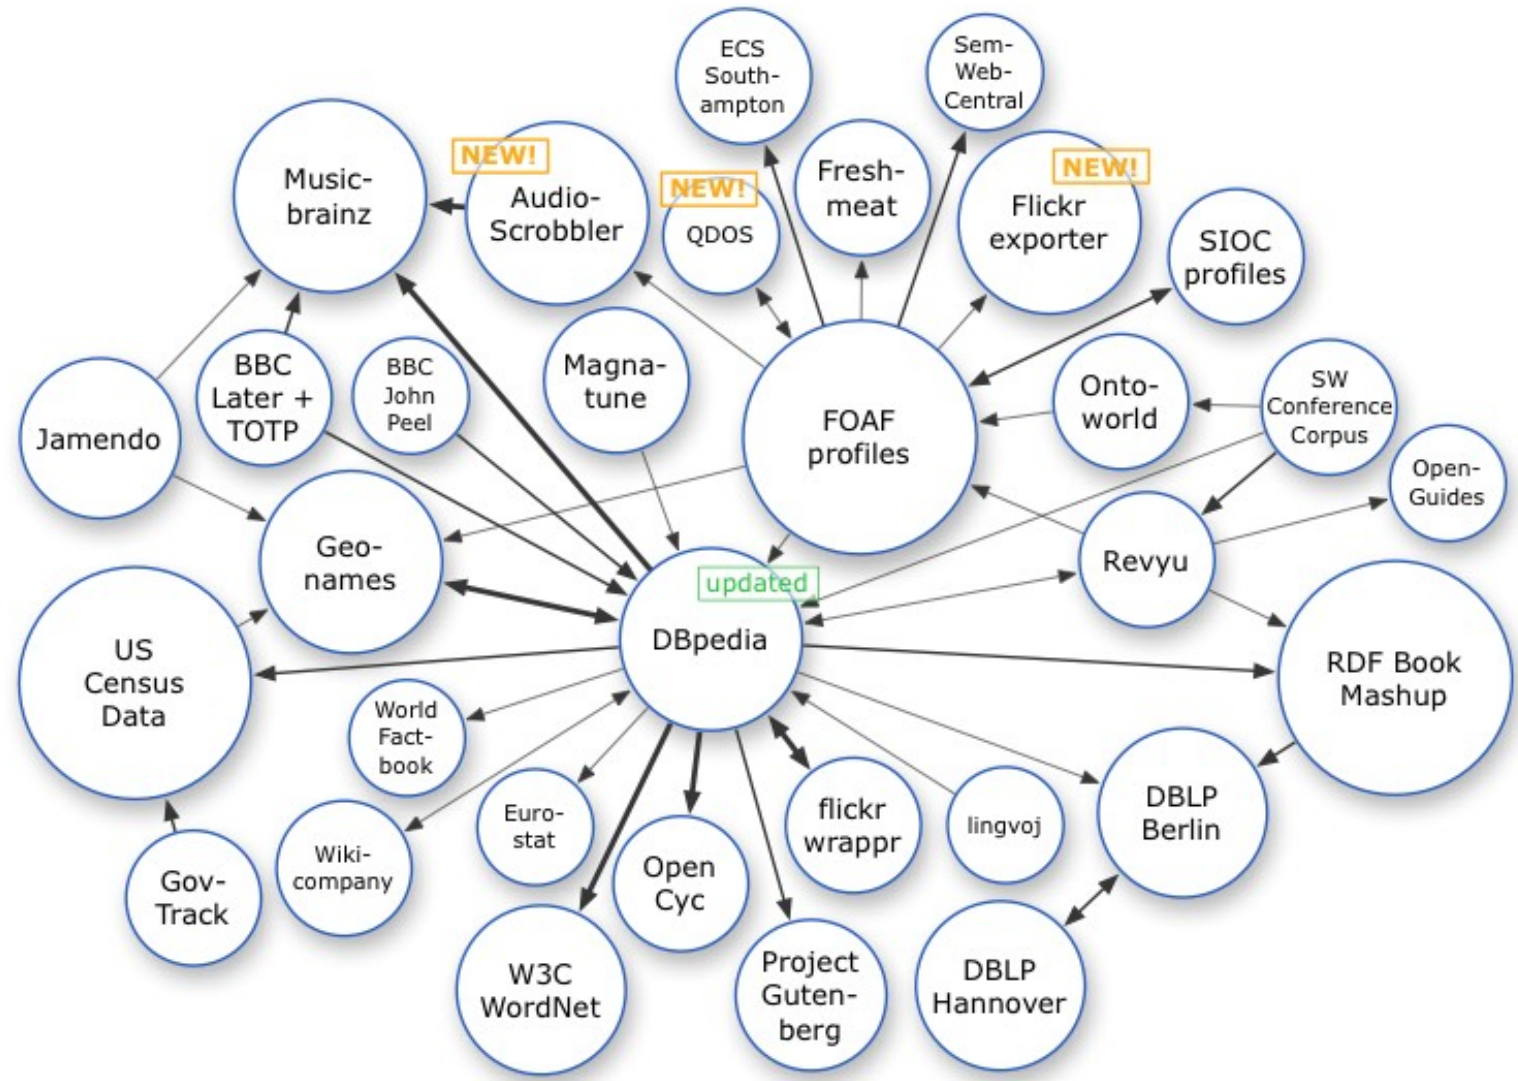 ECS
South-
ampton
Sem-
Web-
Central
NEW!
Audio-
Scrobbler
Music-
brainz
NEW!
QDOS
Fresh-
meat
NEW!
Flickr
exporter
SIOC
profiles
Jamendo
BBC
Later +
TOTP
BBC
John
Peel
Magna-
tune
FOAF
profiles
Onto-
world
SW
Conference
Corpus
Open-
Guides
Geo-
names
updated
DBpedia
Revyu
US
Census
Data
RDF Book
Mashup
World
Fact-
book
Euro-
stat
flickr
wrappr
lingvoj
DBLP
Berlin
Wiki-
company
Open
Cyc
Gov-
Track
W3C
WordNet
Project
Guten-
berg
DBLP
Hannover